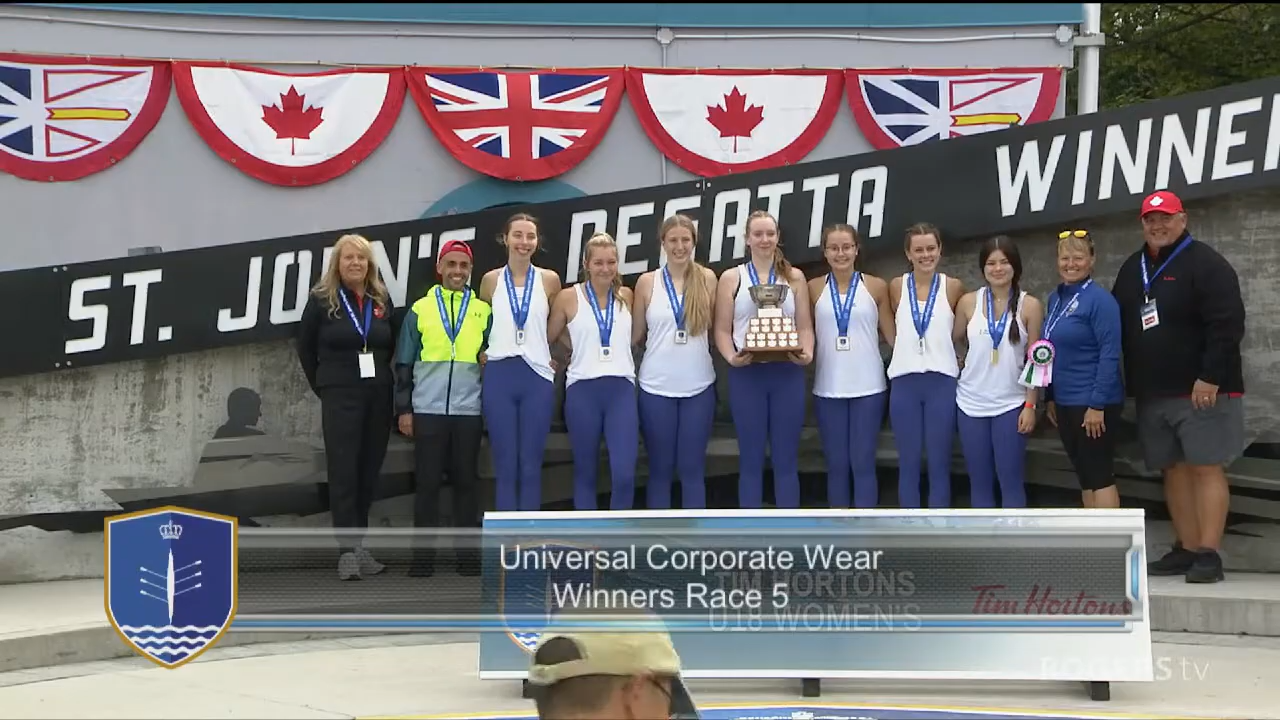 ST. JOHN'S REGATTA WINNE
Universal Corporate Wear
Winners Race 5
TIM HORTONS
U18 WOMEN'S
Tim Hortons
ROGERS tv